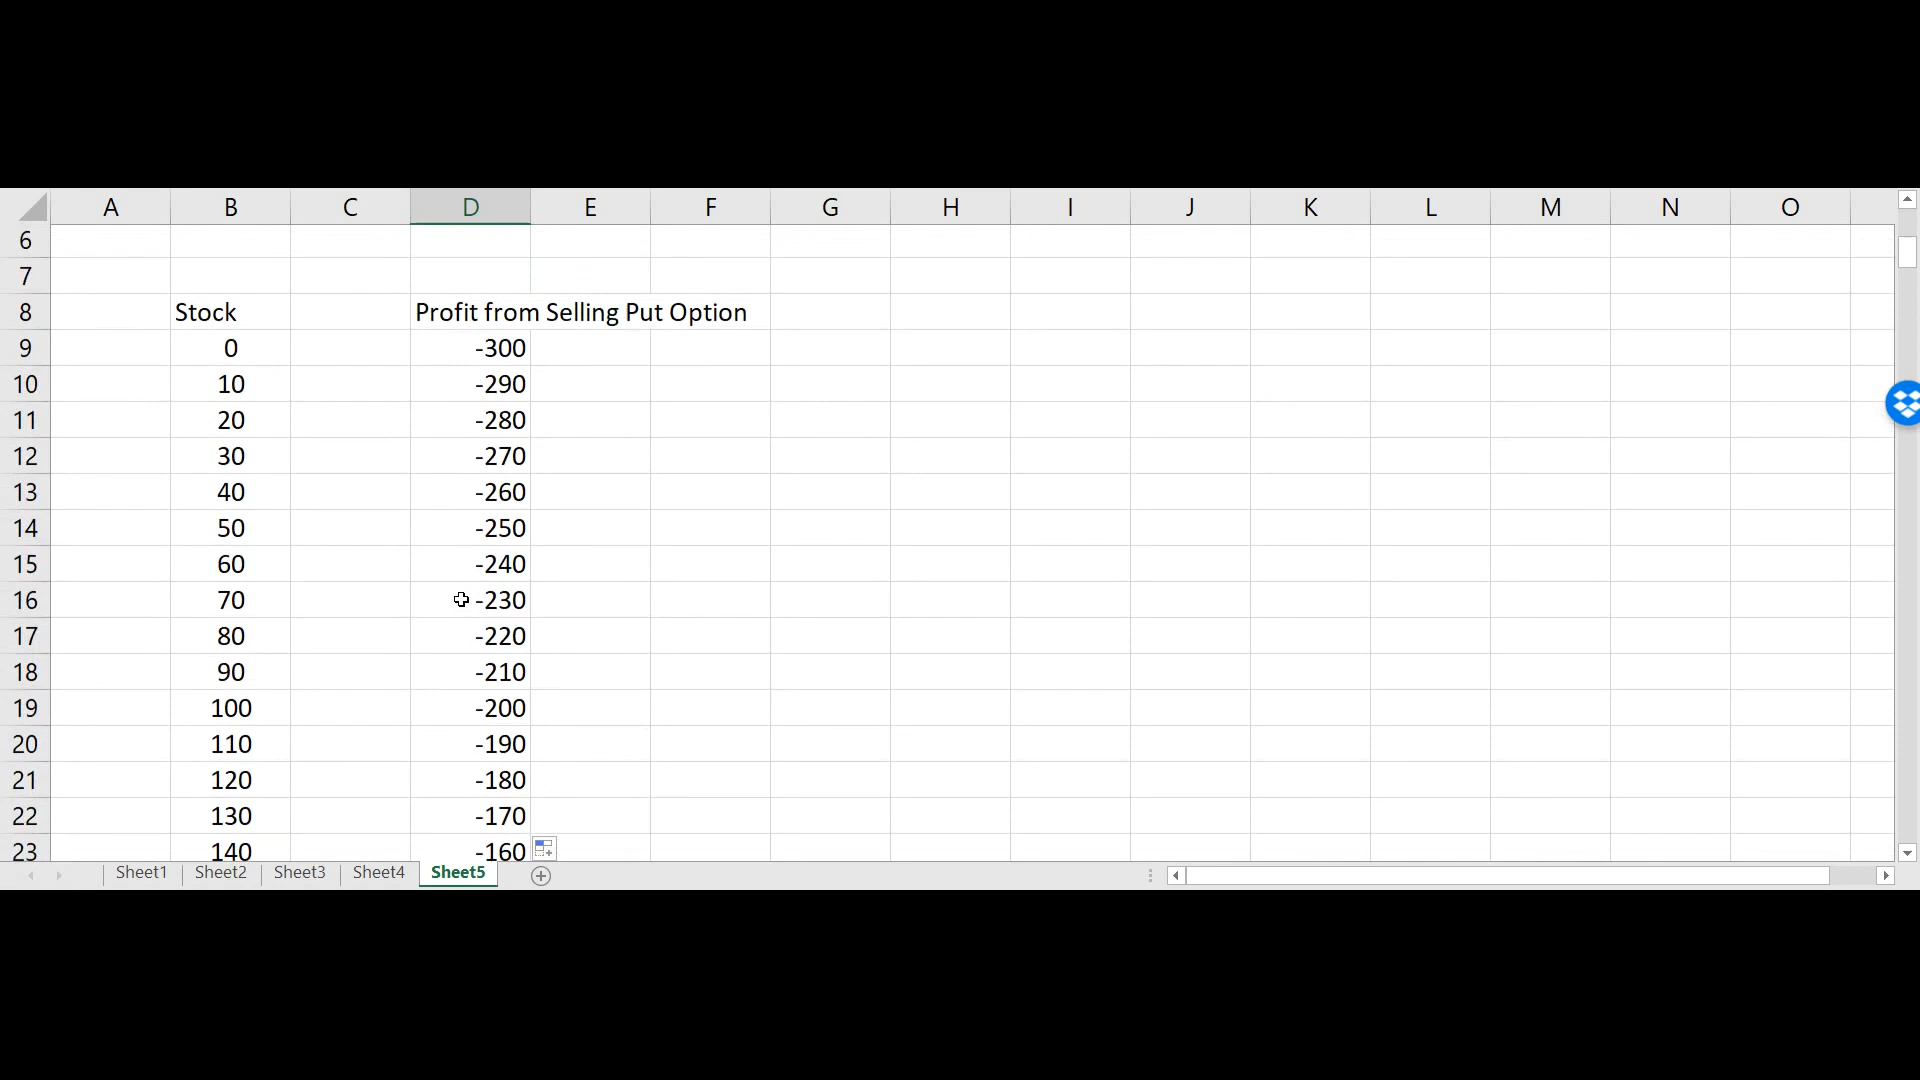 A B C D E F G H I J K L M N O
6
7
8 Stock Profit from Selling Put Option
9 0 -300
10 10 -290
11 20 -280
12 30 -270
13 40 -260
14 50 -250
15 60 -240
16 70 -230
17 80 -220
18 90 -210
19 100 -200
20 110 -190
21 120 -180
22 130 -170
23 140 -160
Sheet1 Sheet2 Sheet3 Sheet4 Sheet5